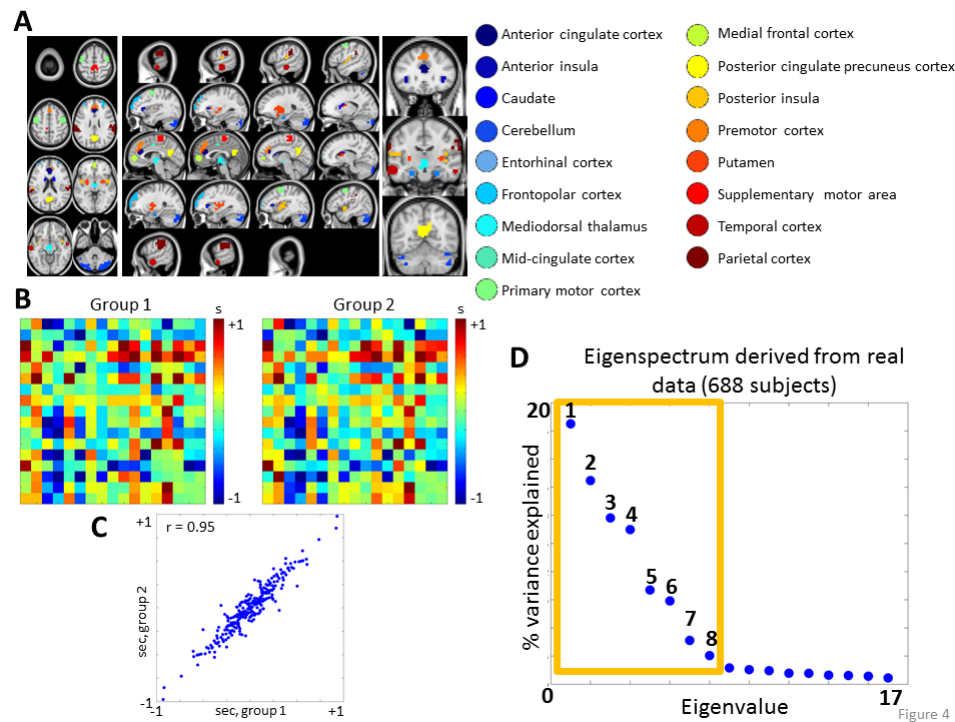 A
Anterior cingulate cortex
Anterior insula
Caudate
Cerebellum
Entorhinal cortex
Frontopolar cortex
Mediodorsal thalamus
Mid-cingulate cortex
Primary motor cortex
Medial frontal cortex
Posterior cingulate precuneus cortex
Posterior insula
Premotor cortex
Putamen
Supplementary motor area
Temporal cortex
Parietal cortex
B
Group 1
s
+1
-1
Group 2
s
+1
-1
C
+1
r = 0.95
sec, group 2
-1
-1
sec, group 1
+1
D
Eigenspectrum derived from real
data (688 subjects)
20
1
2
3
4
5
6
7
8
% variance explained
0
Eigenvalue
17
Figure 4